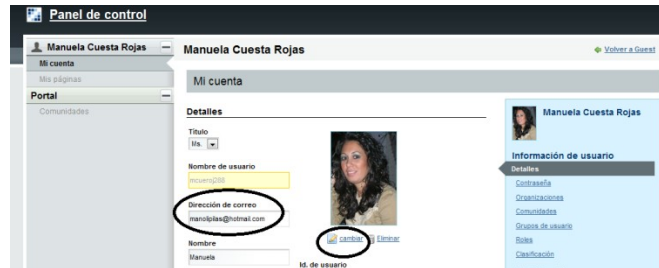 Panel de control
Manuela Cuesta Rojas
Mi cuenta
Mis páginas
Portal
Comunidades
Manuela Cuesta Rojas
Volver a Guest
Mi cuenta
Detalles
Título
Ms.
Nombre de usuario
Dirección de correo
manolipilas@hotmail.com
Nombre
Manuela
cambiar
Eliminar
Id. de usuario
Manuela Cuesta Rojas
Información de usuario
Detalles
Contraseña
Organizaciones
Comunidades
Grupos de usuario
Roles
Clasificación